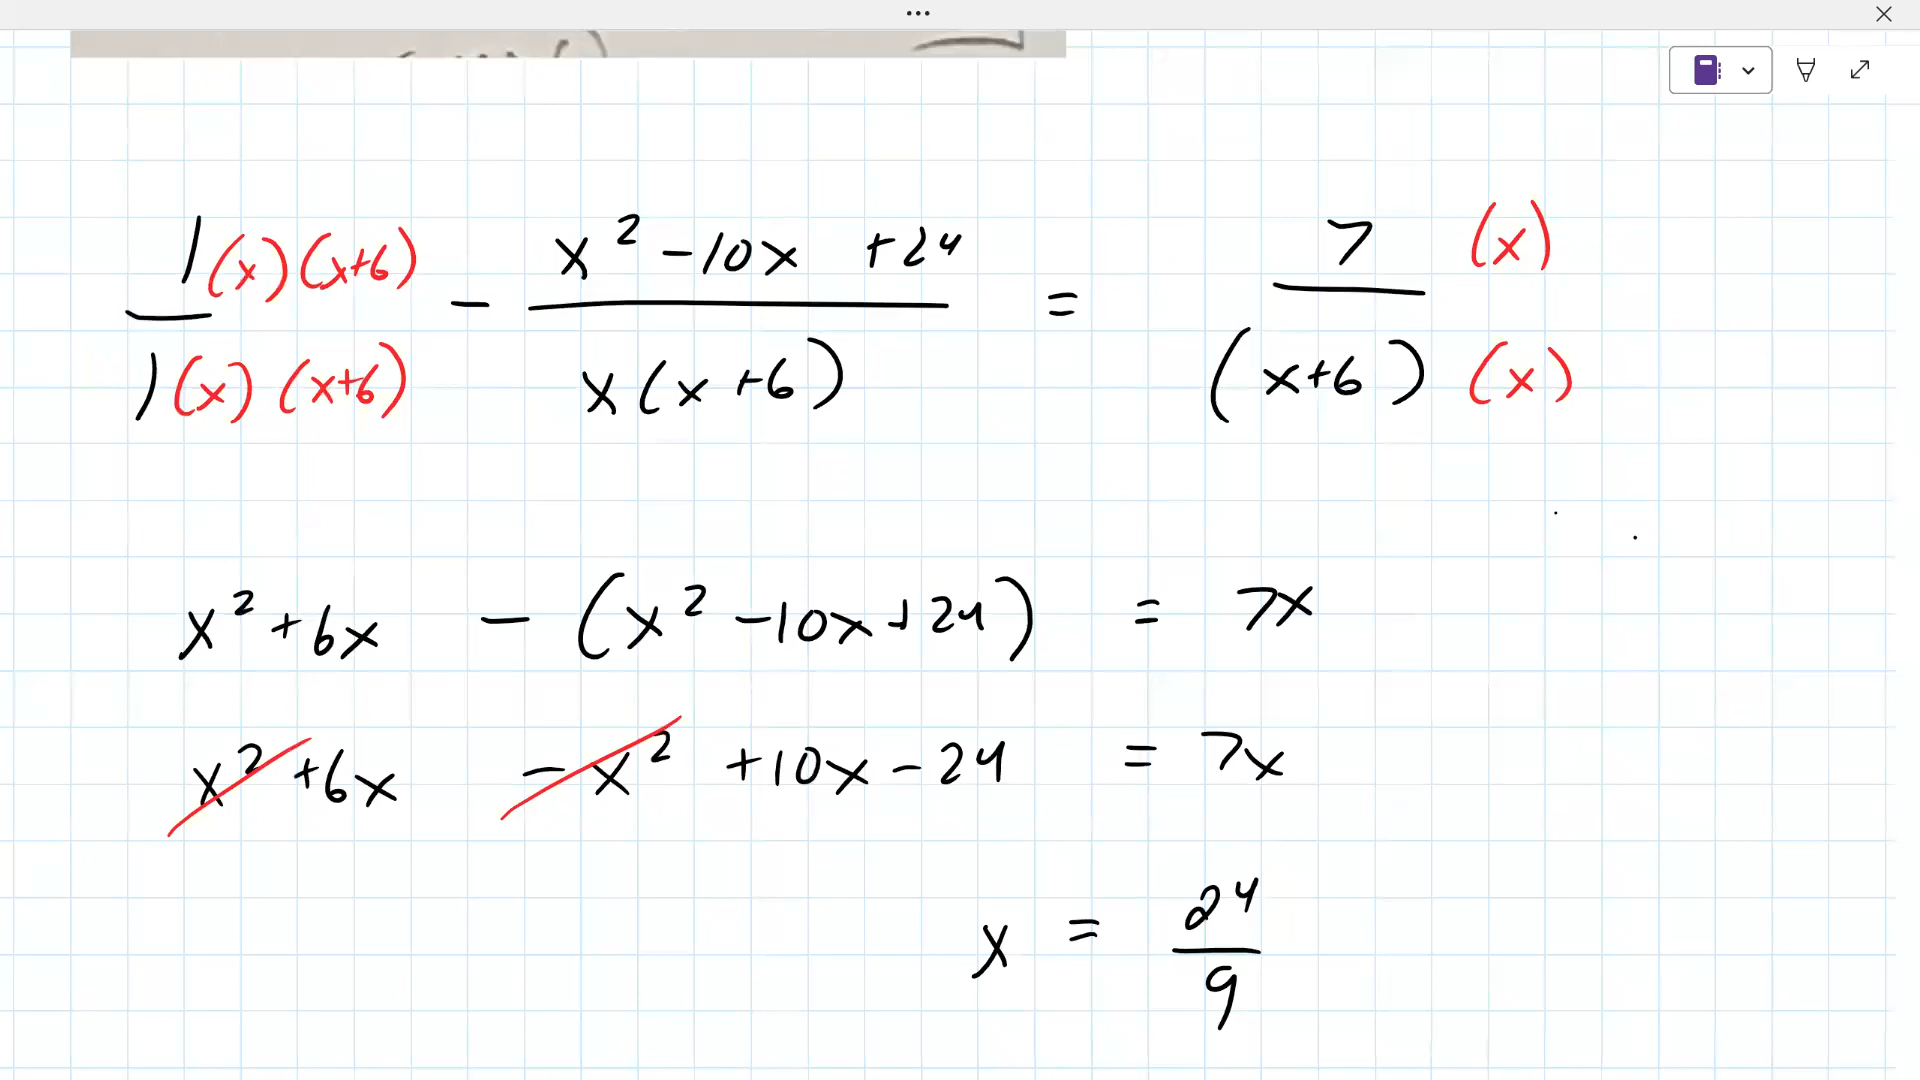 1(x)(x+6) / 1(x)(x+6) - x² -10x +24 / x(x+6) = 7 (x) / (x+6) (x)
x² +6x - (x² -10x+24) = 7x
x² +6x -x² +10x-24 = 7x
x = 24/9